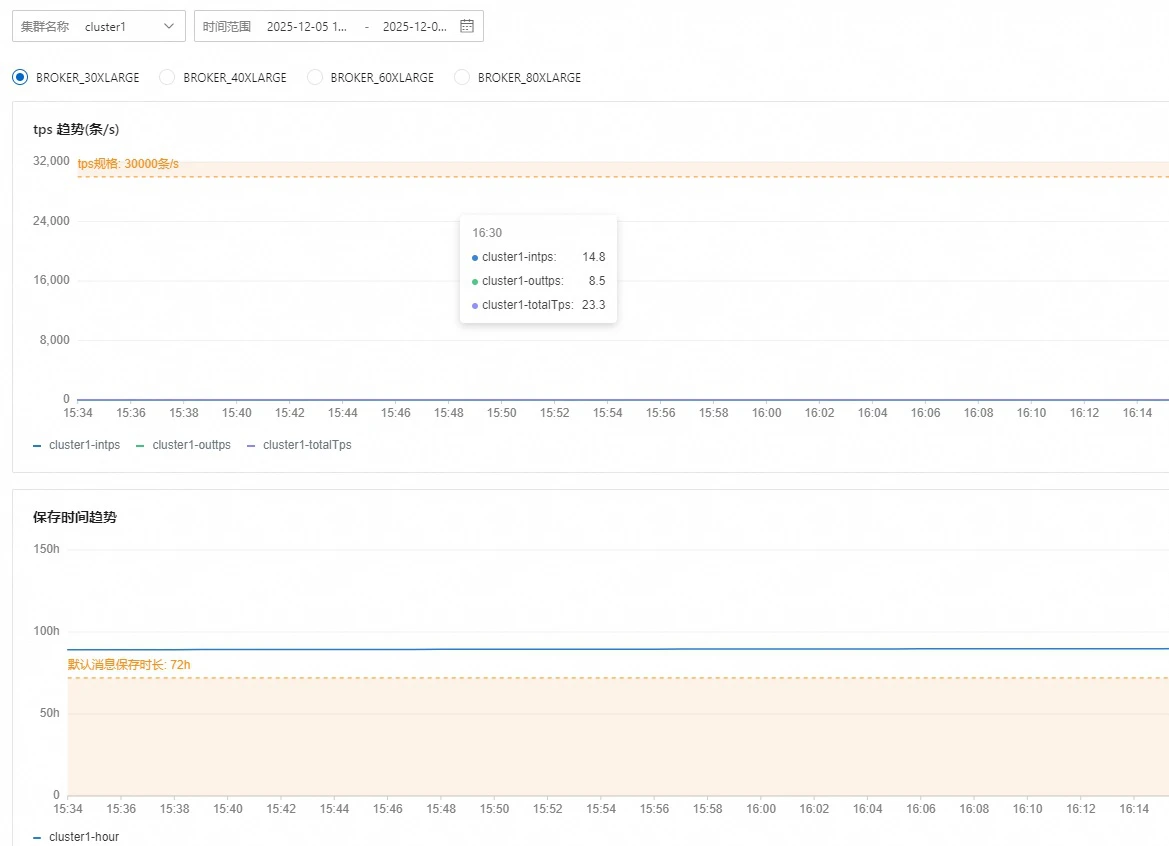 集群名称 cluster1 时间范围 2025-12-05 1... - 2025-12-0...
BROKER_30XLARGE BROKER_40XLARGE BROKER_60XLARGE BROKER_80XLARGE
tps 趋势(条/s)
32,000
tps规格: 30000条/s
24,000
16:30
cluster1-intps: 14.8
16,000
cluster1-outtps: 8.5
cluster1-totalTps: 23.3
8,000
0
15:34 15:36 15:38 15:40 15:42 15:44 15:46 15:48 15:50 15:52 15:54 15:56 15:58 16:00 16:02 16:04 16:06 16:08 16:10 16:12 16:14
cluster1-intps cluster1-outtps cluster1-totalTps
保存时间趋势
150h
100h
默认消息保存时长: 72h
50h
0
15:34 15:36 15:38 15:40 15:42 15:44 15:46 15:48 15:50 15:52 15:54 15:56 15:58 16:00 16:02 16:04 16:06 16:08 16:10 16:12 16:14
cluster1-hour